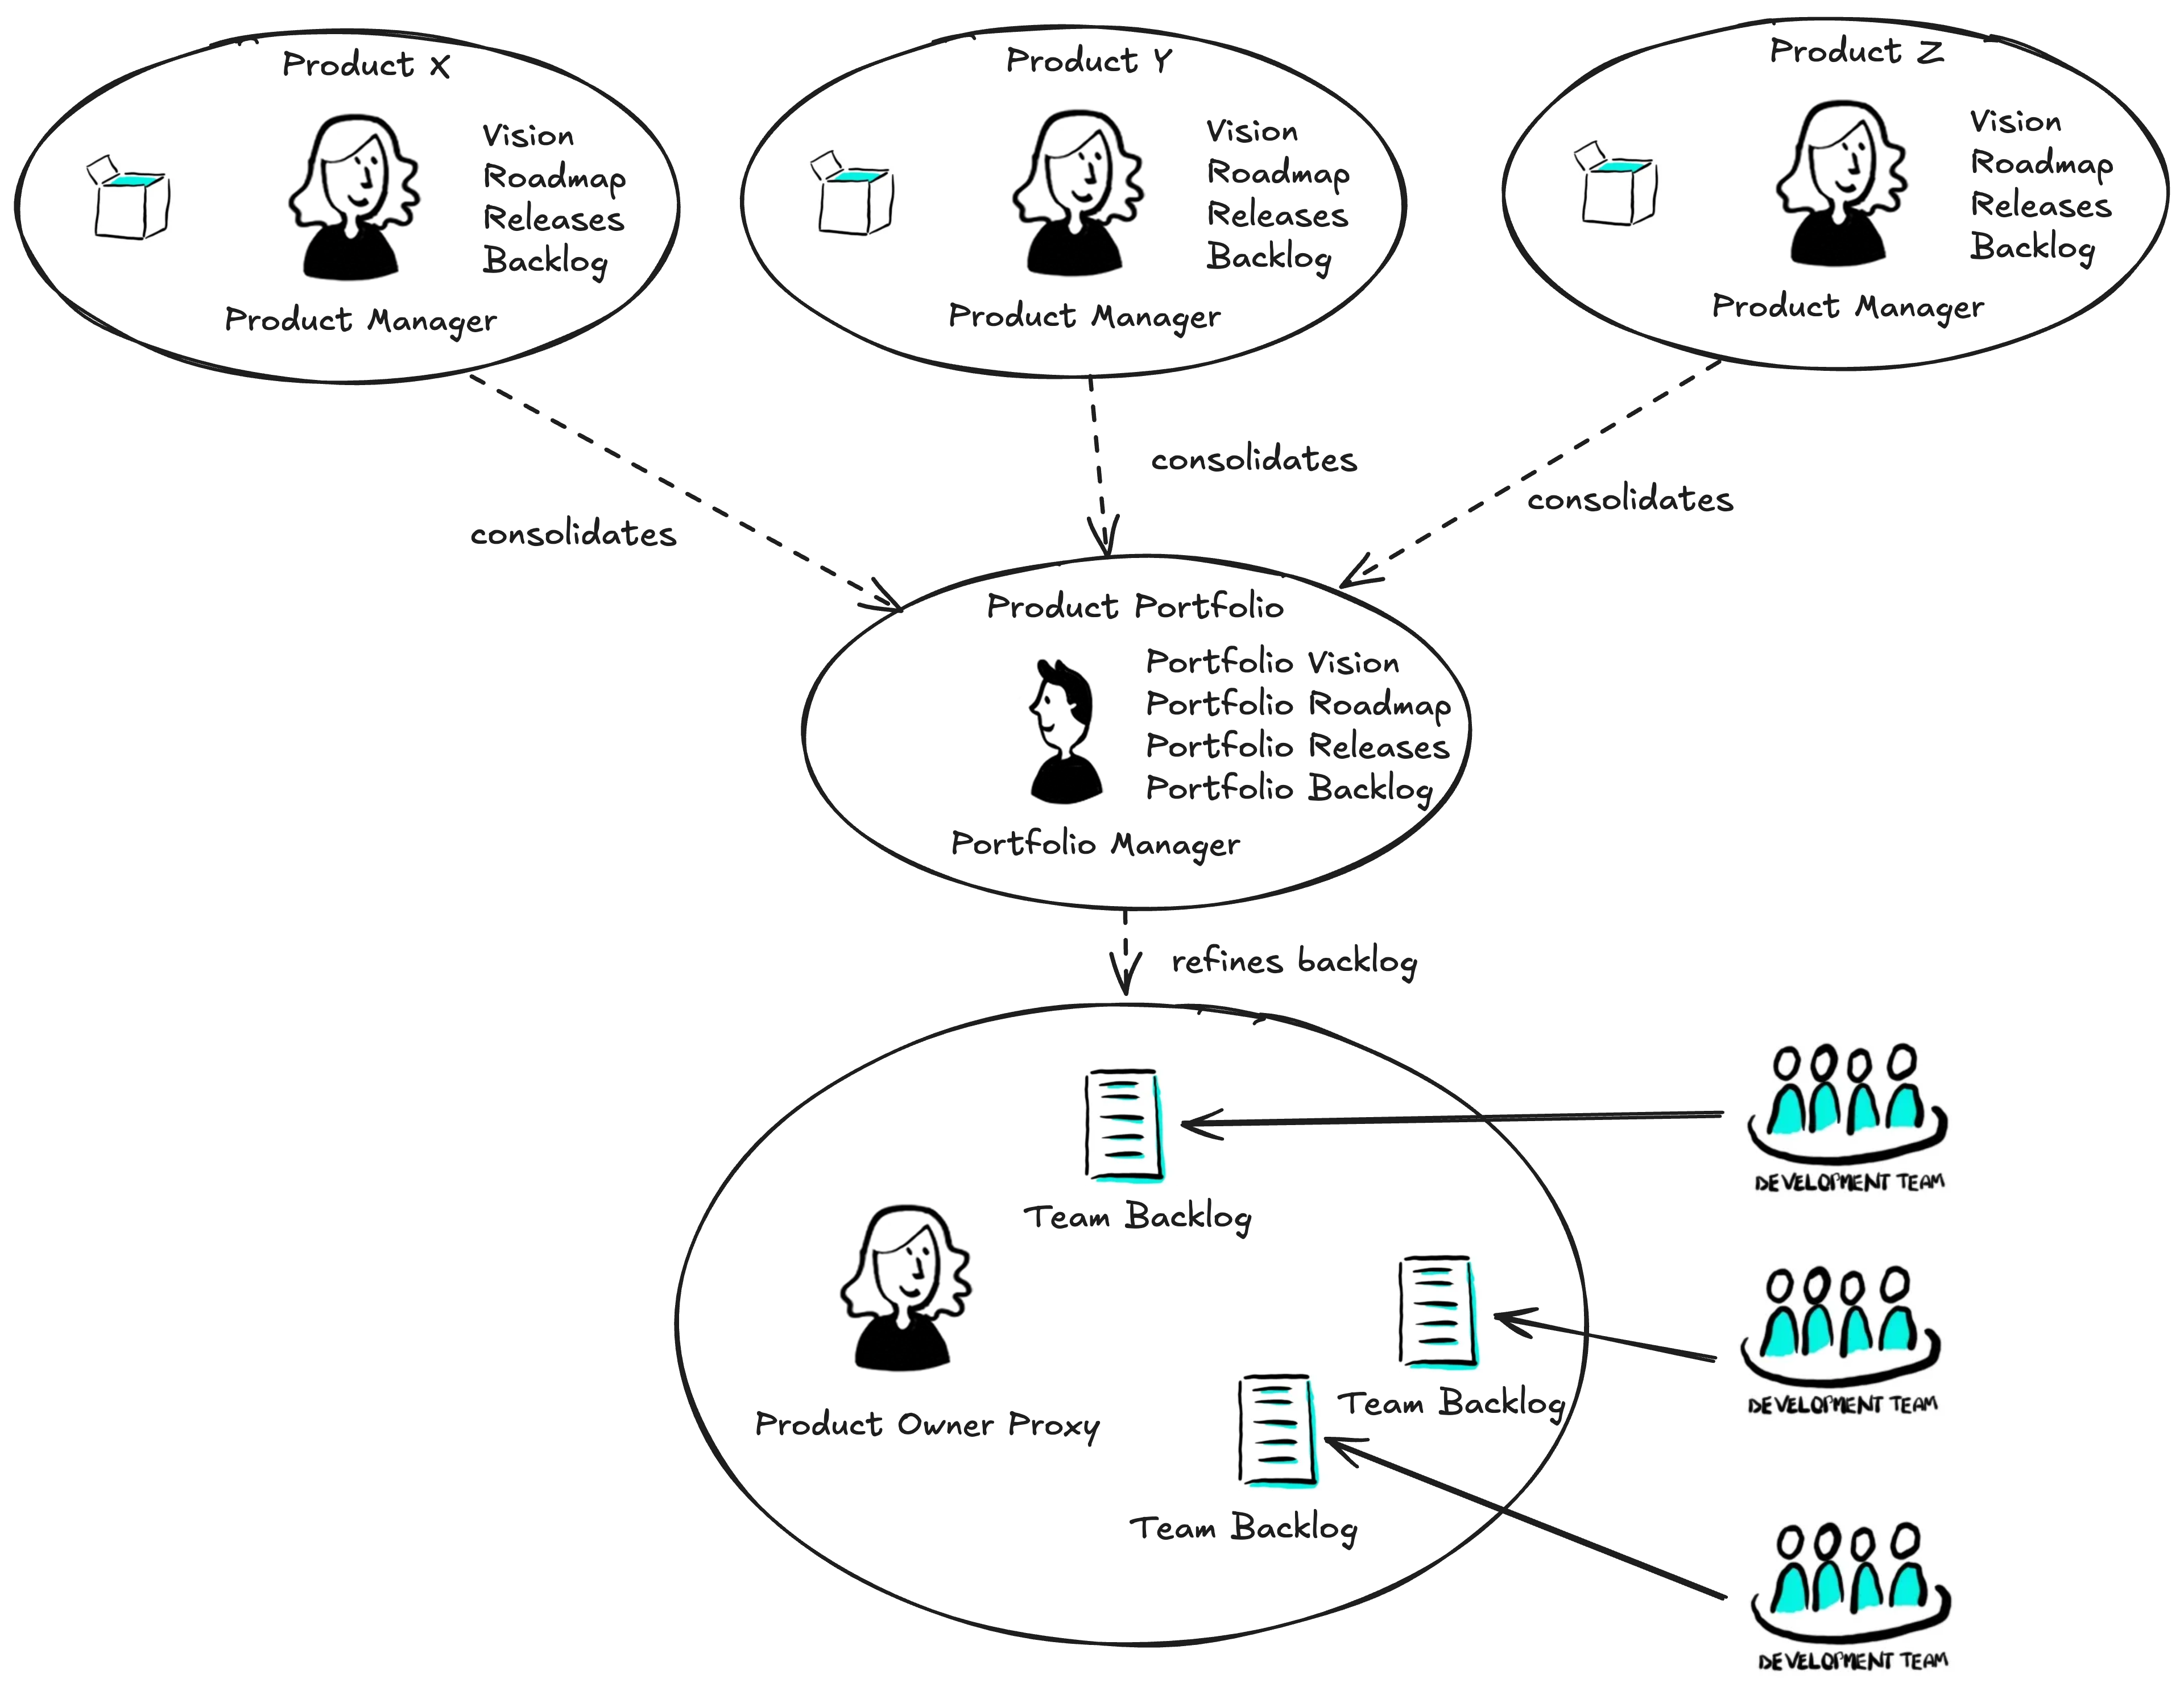 Product X
Vision
Roadmap
Releases
Backlog
Product Manager
Product Y
Vision
Roadmap
Releases
Backlog
Product Manager
Product Z
Vision
Roadmap
Releases
Backlog
Product Manager
consolidates
consolidates
consolidates
Product Portfolio
Portfolio Vision
Portfolio Roadmap
Portfolio Releases
Portfolio Backlog
Portfolio Manager
refines backlog
Team Backlog
DEVELOPMENT TEAM
Product Owner Proxy
Team Backlog
DEVELOPMENT TEAM
Team Backlog
DEVELOPMENT TEAM